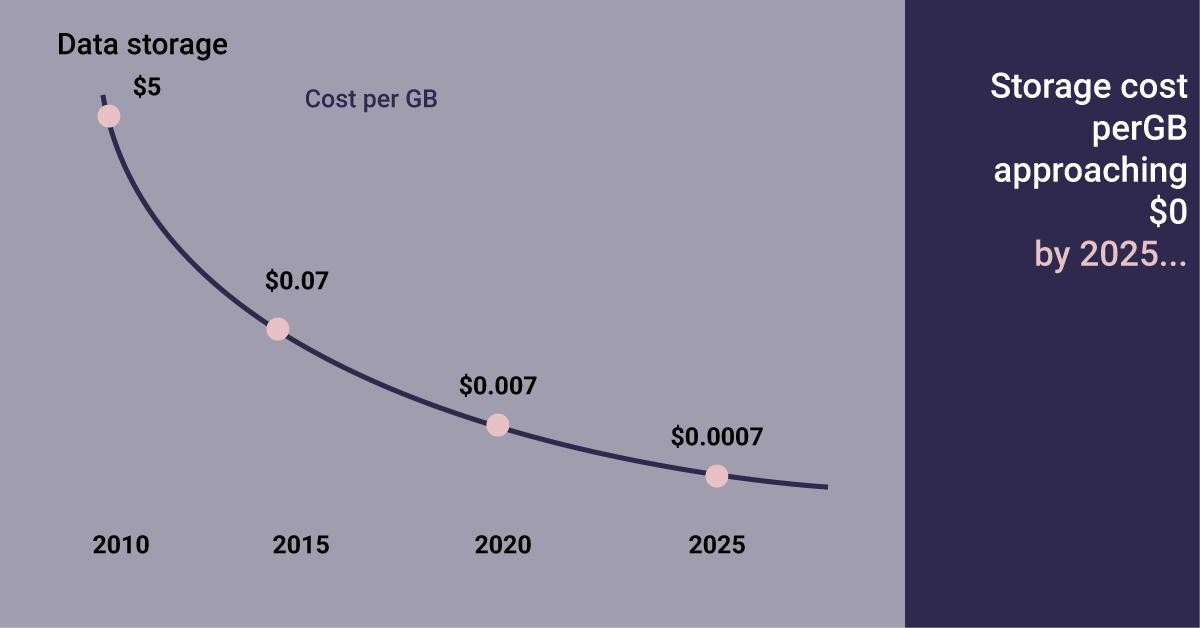 Data storage
$5
Cost per GB
$0.07
$0.007
$0.0007
2010 2015 2020 2025
Storage cost
perGB
approaching
$0
by 2025...